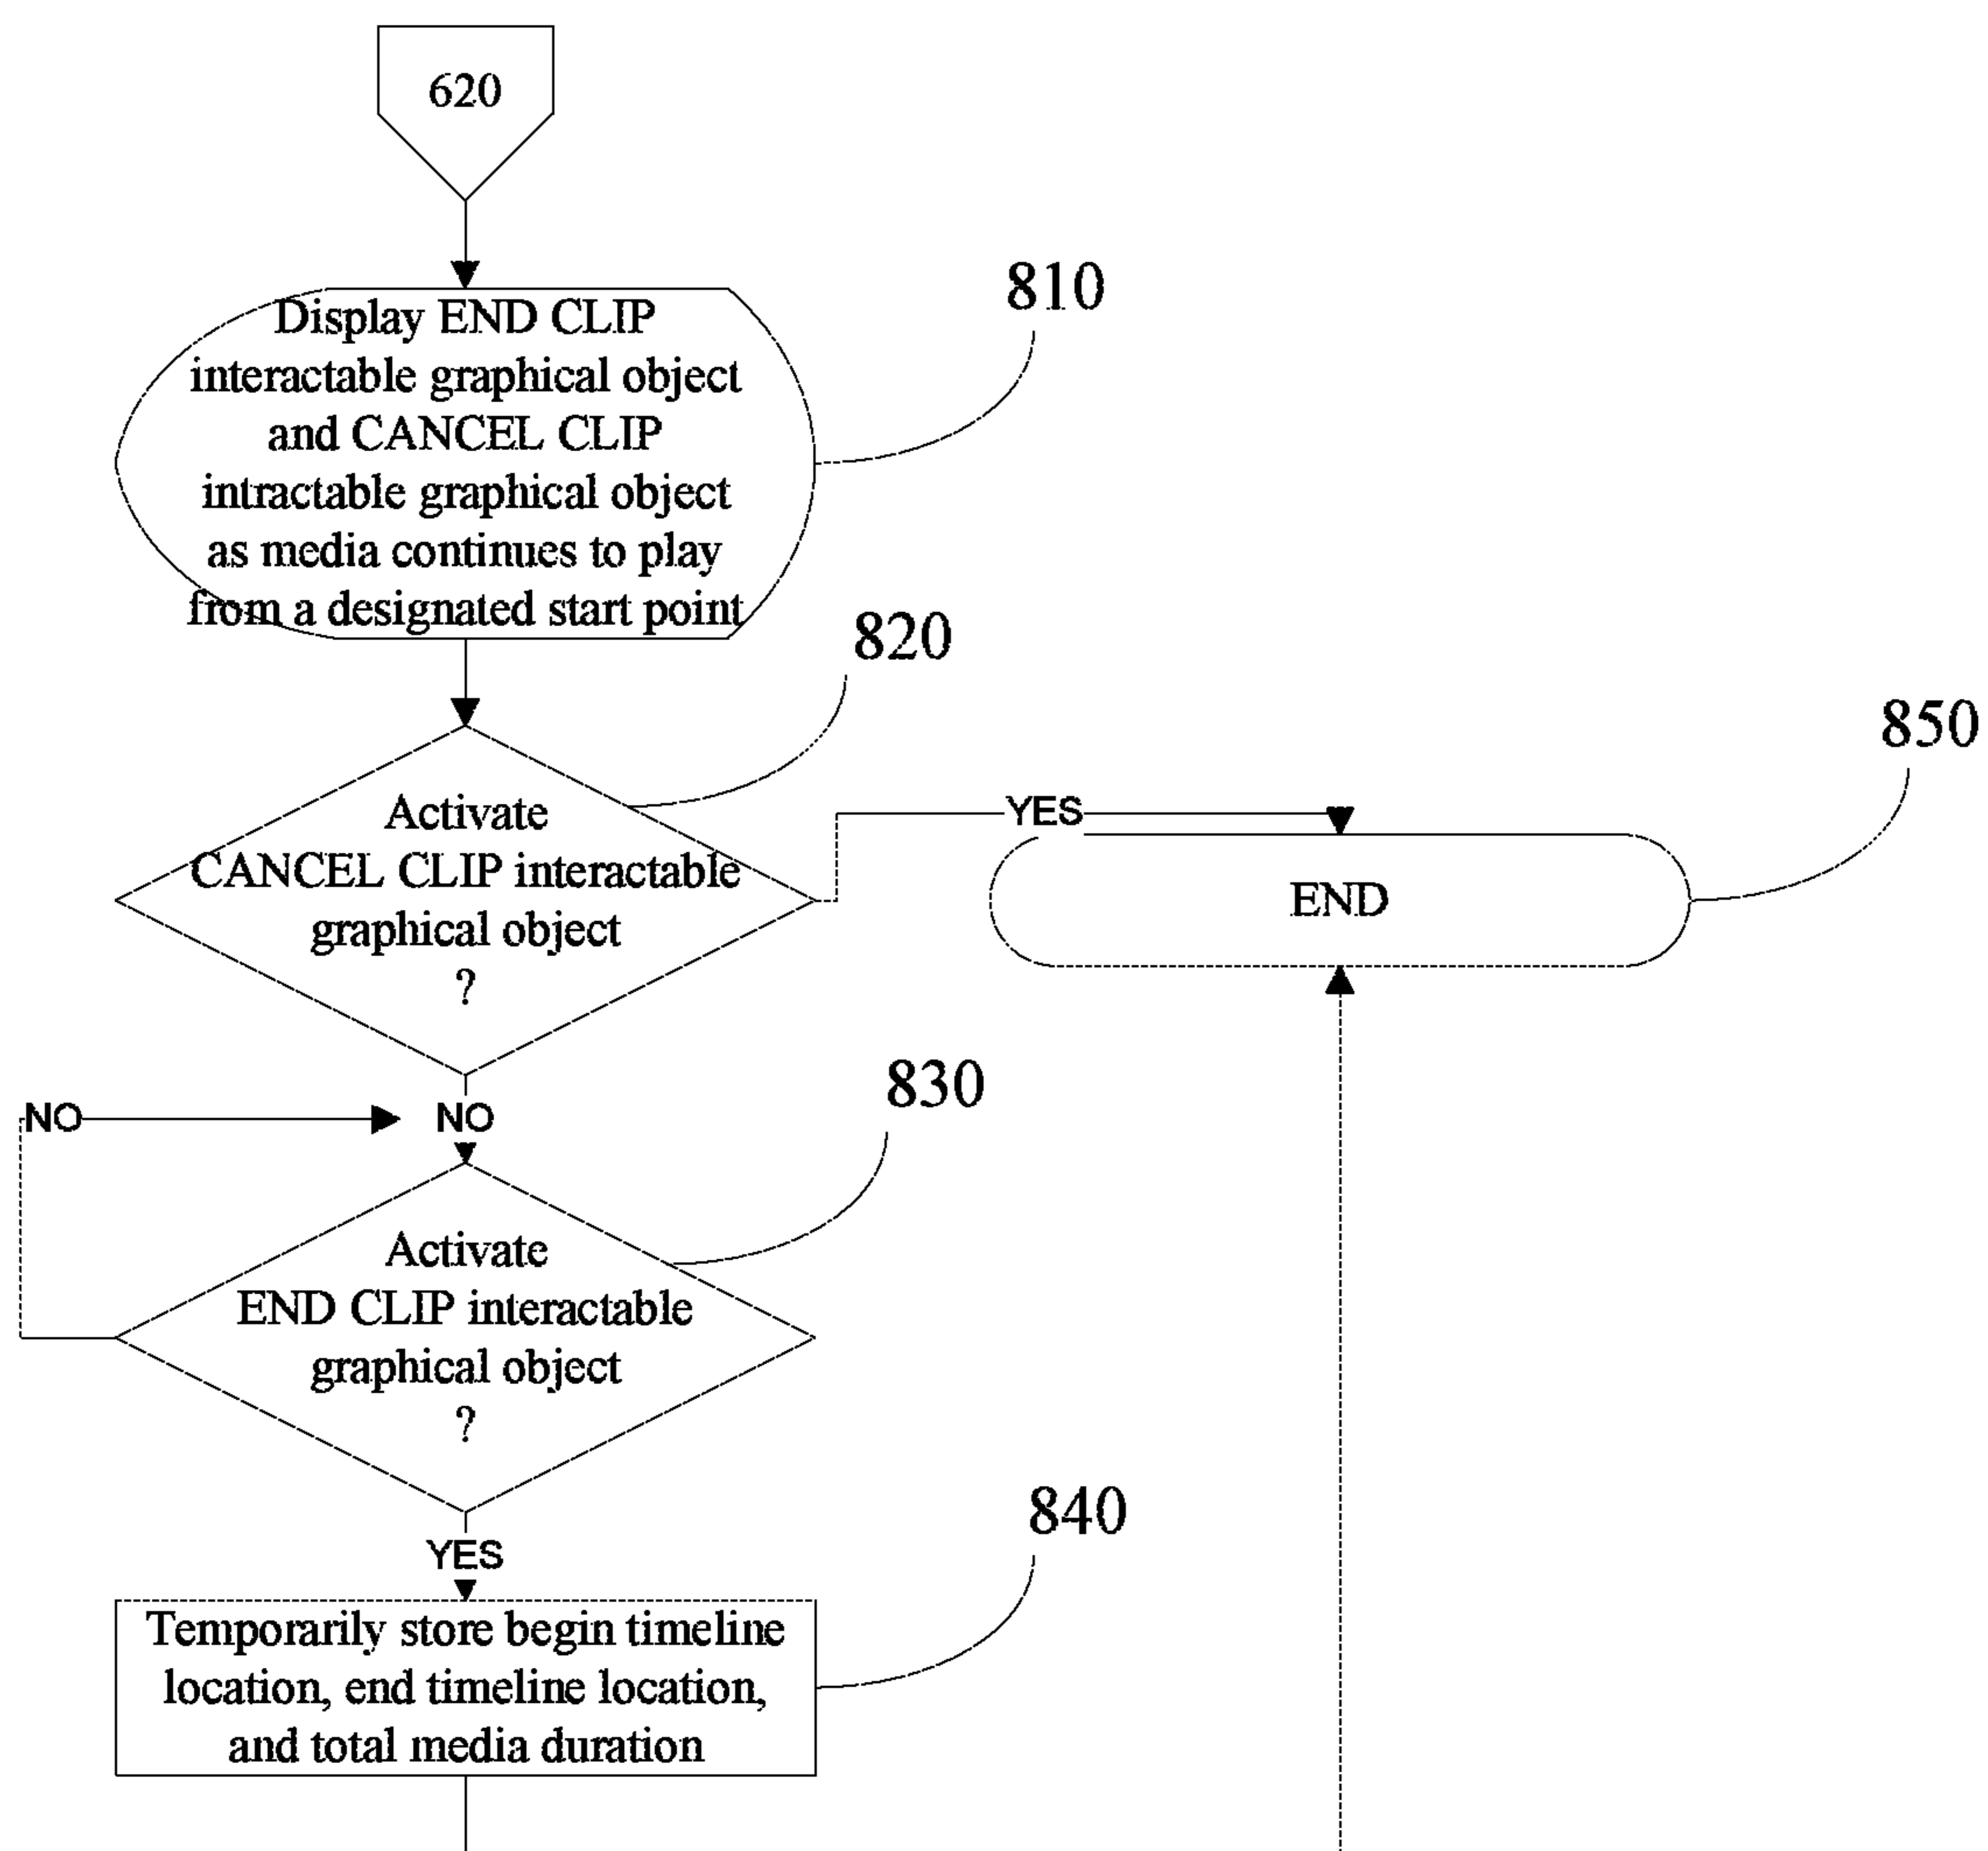 620
Display END CLIP
interactable graphical object
and CANCEL CLIP
intractable graphical object
as media continues to play
from a designated start point
810
820
Activate
CANCEL CLIP interactable
graphical object
?
YES
END
850
NO
NO
830
Activate
END CLIP interactable
graphical object
?
YES
840
Temporarily store begin timeline
location, end timeline location,
and total media duration